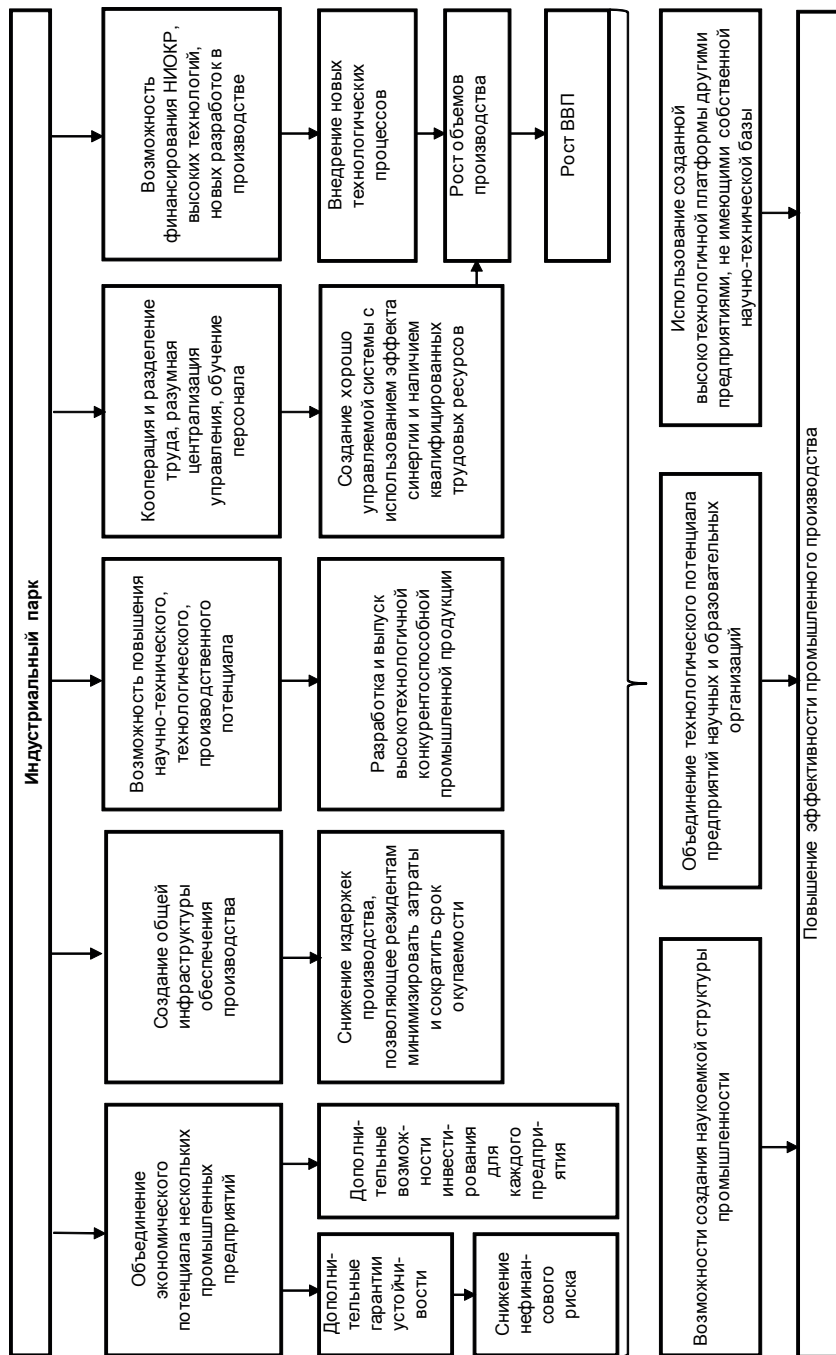 Индустриальный парк
Объединение
экономического
потенциала нескольких
промышленных
предприятий
Создание общей
инфраструктуры
обеспечения
производства
Возможность повышения
научно-технического,
технологического,
производственного
потенциала
Кооперация и разделение
труда, разумная
централизация
управления, обучение
персонала
Возможность
финансирования НИОКР,
высоких технологий,
новых разработок в
производстве
Дополни-
тельные
гарантии
устойчи-
вости
Снижение
нефинан-
сового
риска
Дополни-
тельные
возмож-
ности
инвести-
рования
для
каждого
предпри-
ятия
Снижение издержек
производства,
позволяющее резидентам
минимизировать затраты
и сократить срок
окупаемости
Разработка и выпуск
высокотехнологичной
конкурентоспособной
промышленной продукции
Создание хорошо
управляемой системы с
использованием эффекта
синергии и наличием
квалифицированных
трудовых ресурсов
Внедрение новых
технологических
процессов
Рост объемов
производства
Рост ВВП
Возможности создания наукоемкой структуры
промышленности
Объединение технологического потенциала
предприятий научных и образовательных
организаций
Использование созданной
высокотехнологичной платформы другими
предприятиями, не имеющими собственной
научно-технической базы
Повышение эффективности промышленного производства